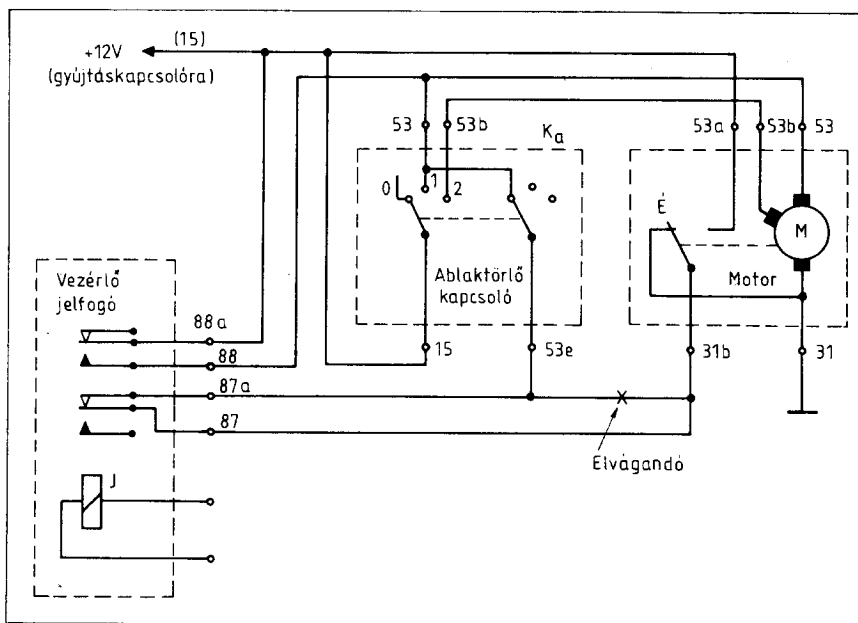 (15)
+12V
(gyújtáskapcsolóra)
53
53b
Ka
53a
53b
53
0
1
2
É
M
Ablaktörlő
kapcsoló
Motor
Vezérlő
jelfogó
88a
88
15
53e
31b
31
87a
87
Elvágandó
J